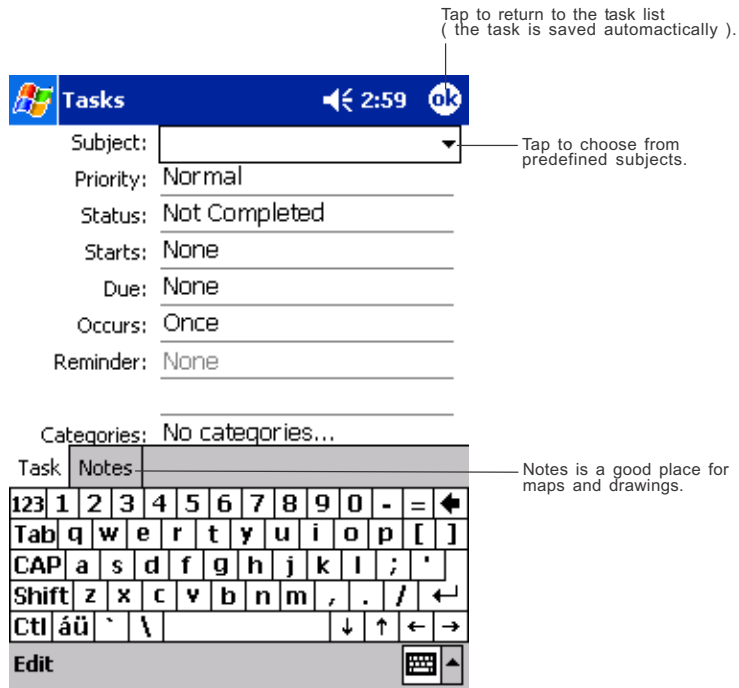 Tap to return to the task list
( the task is saved automactically ).
Tasks 2:59 ok
Subject:
Tap to choose from
predefined subjects.
Priority: Normal
Status: Not Completed
Starts: None
Due: None
Occurs: Once
Reminder: None
Categories: No categories...
Task Notes
Notes is a good place for
maps and drawings.
123 1 2 3 4 5 6 7 8 9 0 - =
Tab q w e r t y u i o p [ ]
CAP a s d f g h j k l ; '
Shift z x c v b n m , . /
Ctl áü ` \ ↓ ↑ ← →
Edit